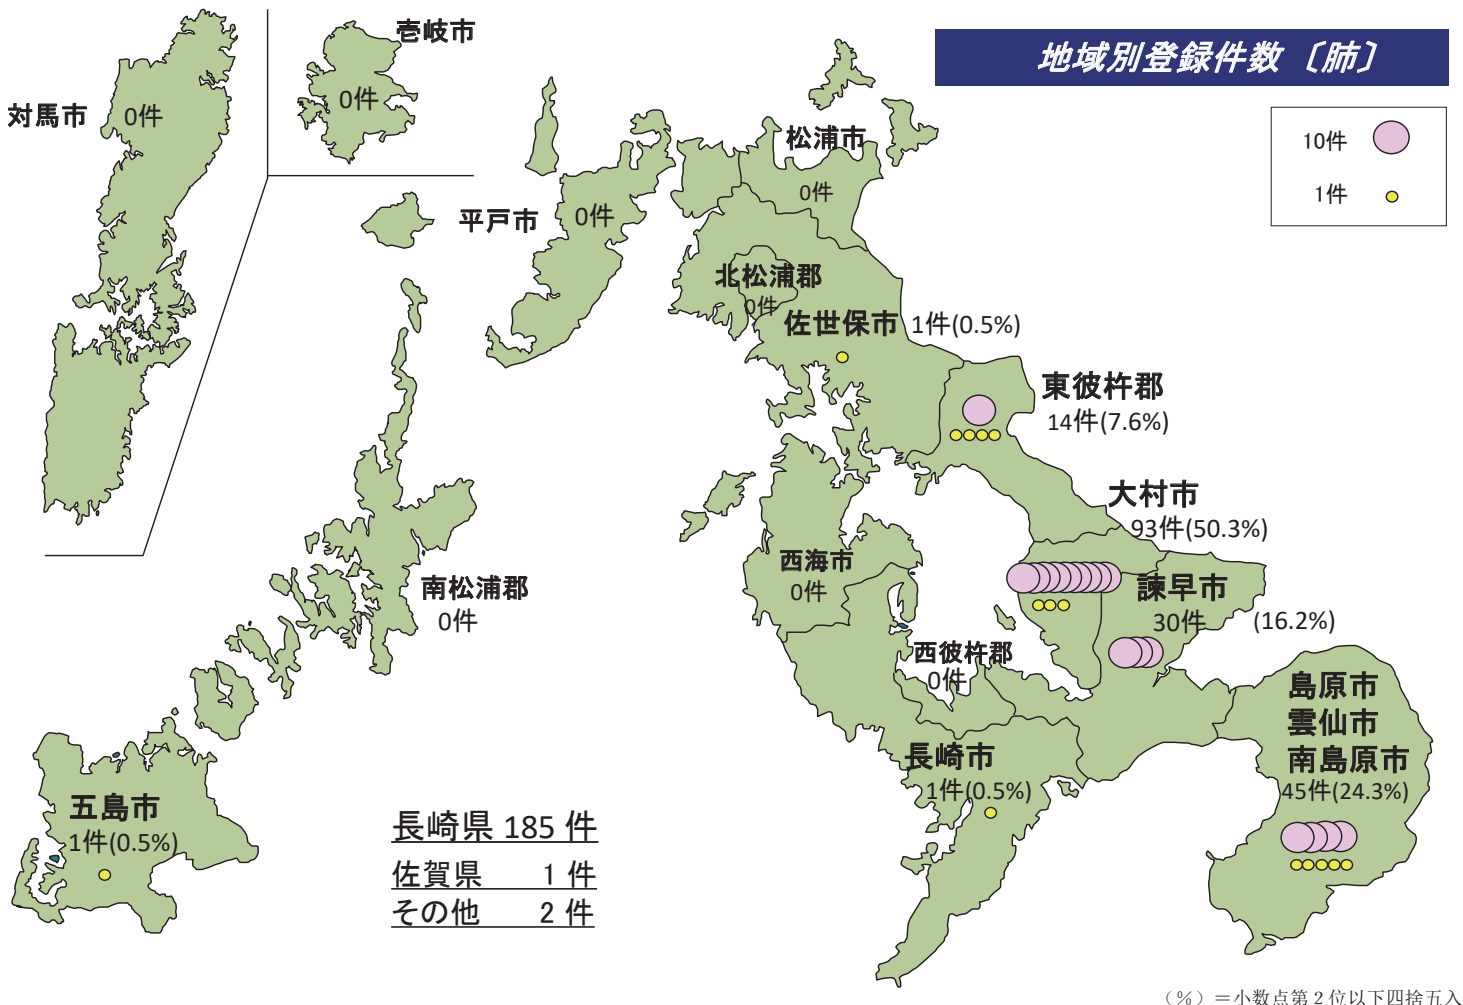 地域別登録件数〔肺〕
10件
1件
壱岐市
0件
対馬市
0件
松浦市
0件
平戸市
0件
北松浦郡
0件
佐世保市 1件(0.5%)
東彼杵郡
14件(7.6%)
大村市
93件(50.3%)
諫早市
30件 (16.2%)
西海市
0件
西彼杵郡
0件
南松浦郡
0件
島原市
雲仙市
南島原市
45件(24.3%)
長崎市
1件(0.5%)
五島市
1件(0.5%)
長崎県 185 件
佐賀県 1 件
その他 2 件
（%）＝小数点第２位以下四捨五入